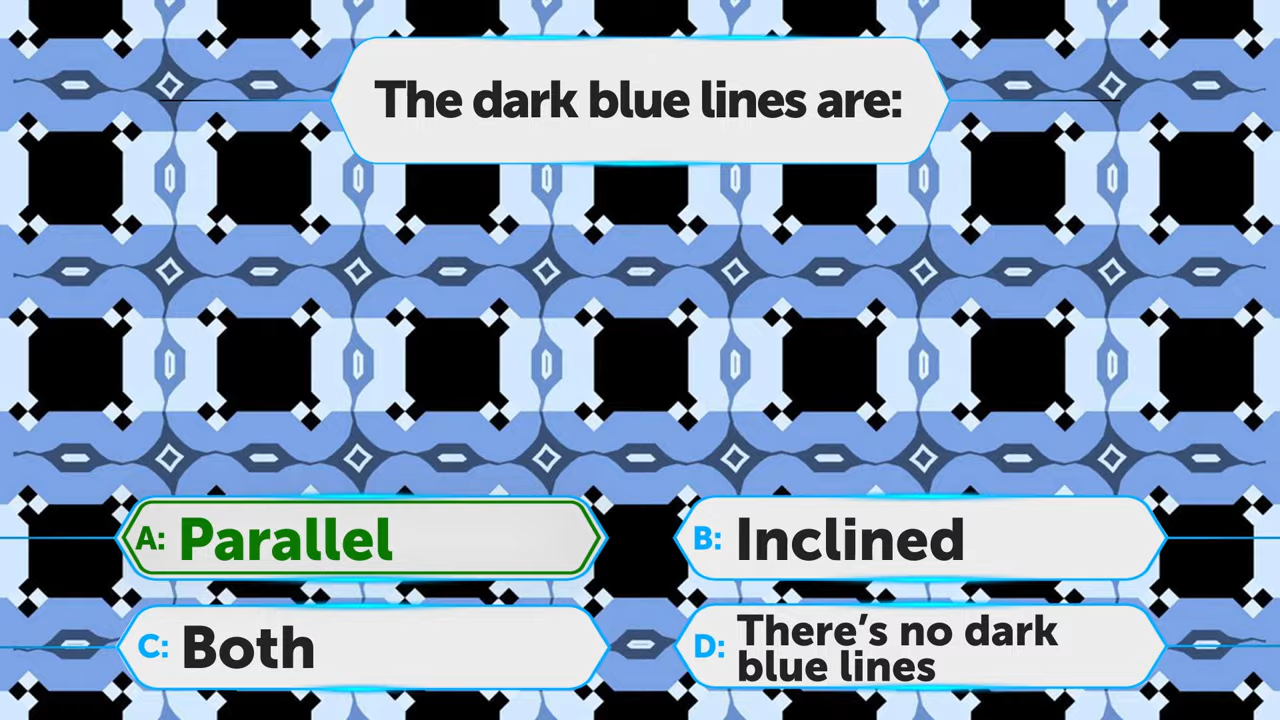 The dark blue lines are:
A: Parallel
B: Inclined
C: Both
D: There’s no dark
blue lines